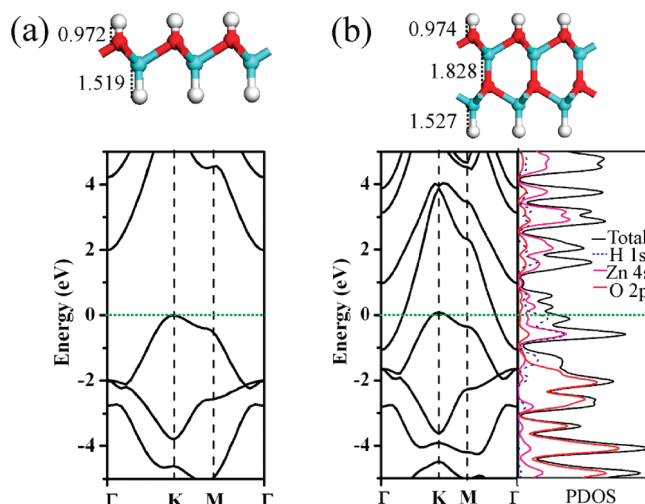 (a)
0.972
1.519
(b)
0.974
1.828
1.527
Energy (eV)
4
2
0
-2
-4
Γ K M Γ
Energy (eV)
4
2
0
-2
-4
Γ K M Γ
Total
H 1s
Zn 4s
O 2p
PDOS